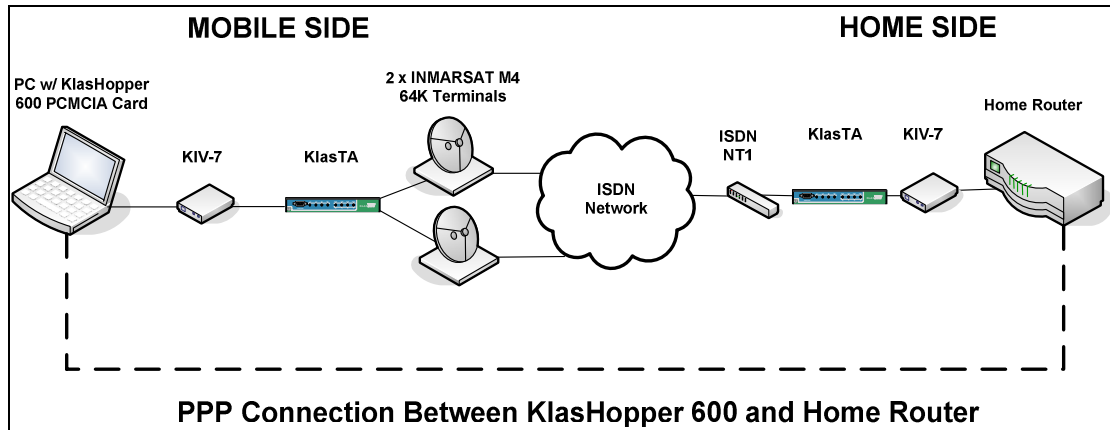 MOBILE SIDE
HOME SIDE
PC w/ KlasHopper
600 PCMCIA Card
2 x INMARSAT M4
64K Terminals
Home Router
KIV-7
KlasTA
ISDN
NT1
KlasTA
KIV-7
ISDN
Network
PPP Connection Between KlasHopper 600 and Home Router